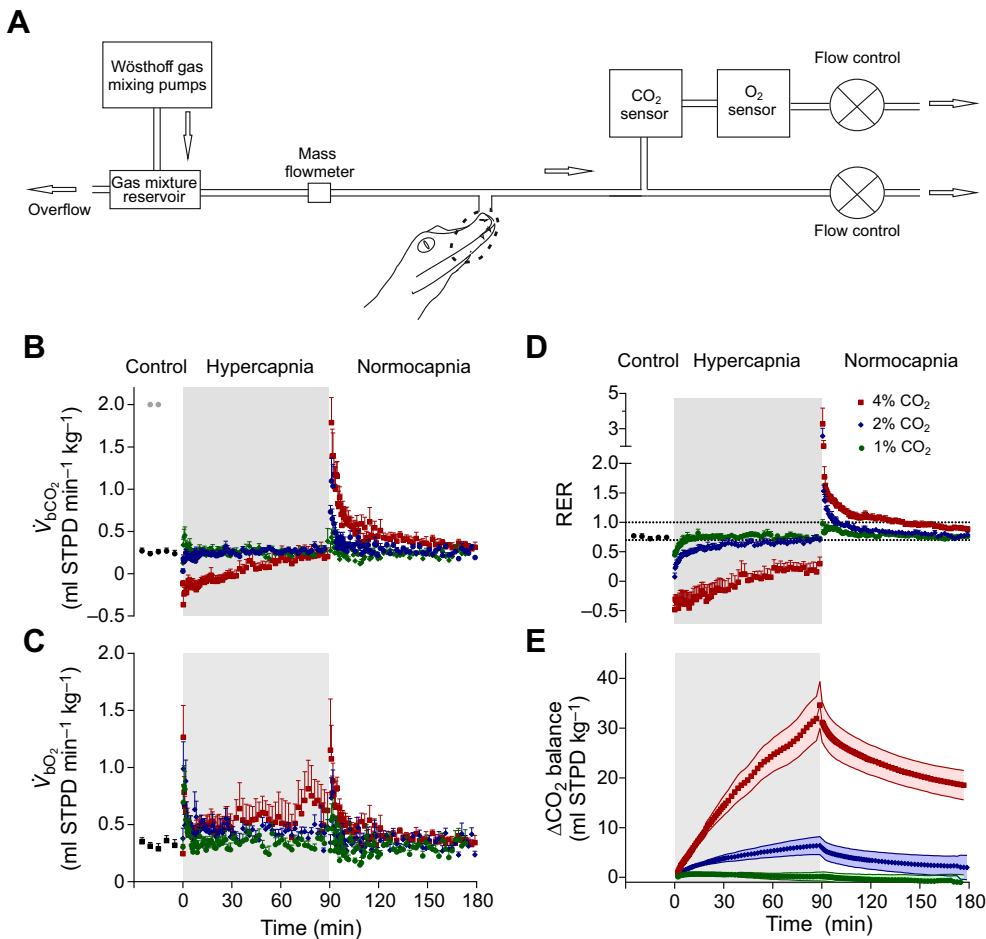 A
Wösthoff gas
mixing pumps
Gas mixture
reservoir
Overflow
Mass
flowmeter
CO₂
sensor
O₂
sensor
Flow control
Flow control
B
Control Hypercapnia Normocapnia
V̇bCO₂
(ml STPD min⁻¹ kg⁻¹)
2.0
1.5
1.0
0.5
0
–0.5
C
V̇bO₂
(ml STPD min⁻¹ kg⁻¹)
2.0
1.5
1.0
0.5
0
0 30 60 90 120 150 180
Time (min)
D
Control Hypercapnia Normocapnia
4% CO₂
2% CO₂
1% CO₂
RER
5
3
2.0
1.5
1.0
0.5
0
–0.5
E
ΔCO₂ balance
(ml STPD kg⁻¹)
40
30
20
10
0
0 30 60 90 120 150 180
Time (min)